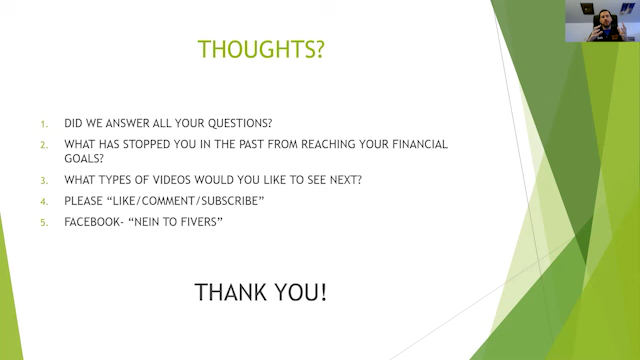 THOUGHTS?
1. DID WE ANSWER ALL YOUR QUESTIONS?
2. WHAT HAS STOPPED YOU IN THE PAST FROM REACHING YOUR FINANCIAL
GOALS?
3. WHAT TYPES OF VIDEOS WOULD YOU LIKE TO SEE NEXT?
4. PLEASE “LIKE/COMMENT/SUBSCRIBE”
5. FACEBOOK- “NEIN TO FIVERS”
THANK YOU!